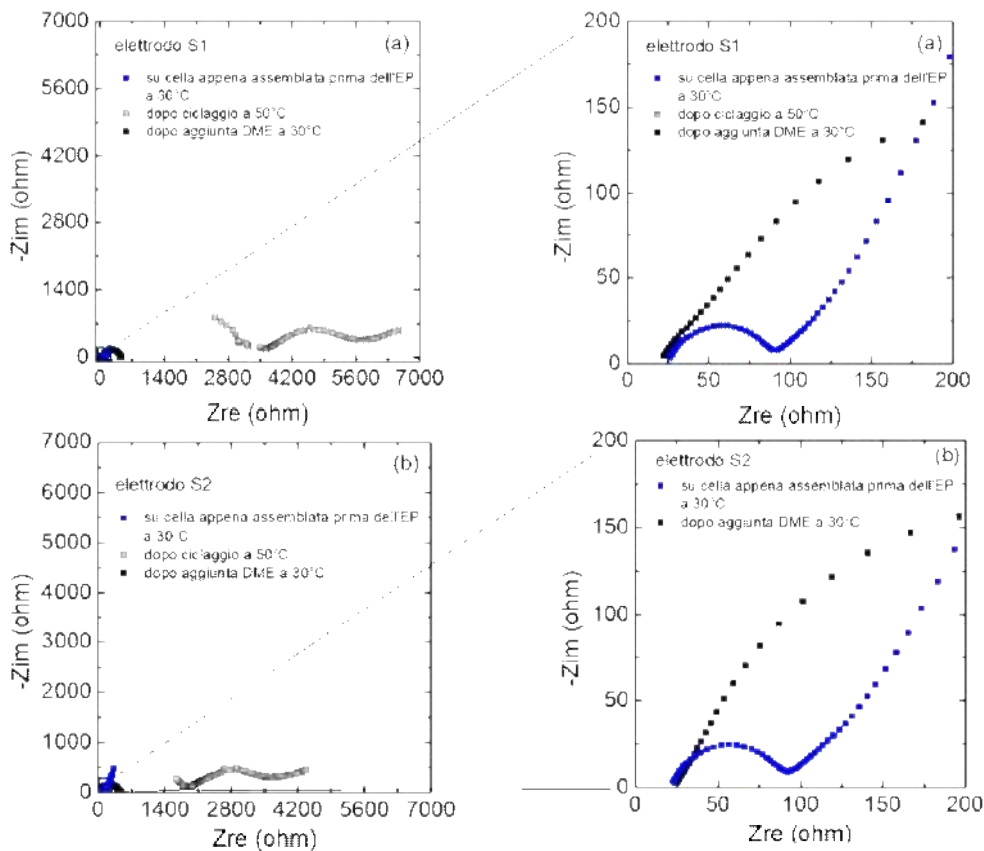 7000
5600
4200
2800
1400
0
-Zim (ohm)
(a)
elettrodo S1
su cella appena assemblata prima dell'EP
a 30°C
dopo ciclaggio a 50°C
dopo aggiunta DME a 30°C
0 1400 2800 4200 5600 7000
Zre (ohm)
200
150
100
50
0
-Zim (ohm)
(a)
elettrodo S1
su cella appena assemblata prima dell'EP
a 30°C
dopo ciclaggio a 50°C
dopo aggiunta DME a 30°C
0 50 100 150 200
Zre (ohm)
7000
6000
5000
4000
3000
2000
1000
0
-Zim (ohm)
(b)
elettrodo S2
su cella appena assemblata prima dell'EP
a 30°C
dopo ciclaggio a 50°C
dopo aggiunta DME a 30°C
0 1400 2800 4200 5600 7000
Zre (ohm)
200
150
100
50
0
-Zim (ohm)
(b)
elettrodo S2
su cella appena assemblata prima dell'EP
a 30°C
dopo aggiunta DME a 30°C
0 50 100 150 200
Zre (ohm)